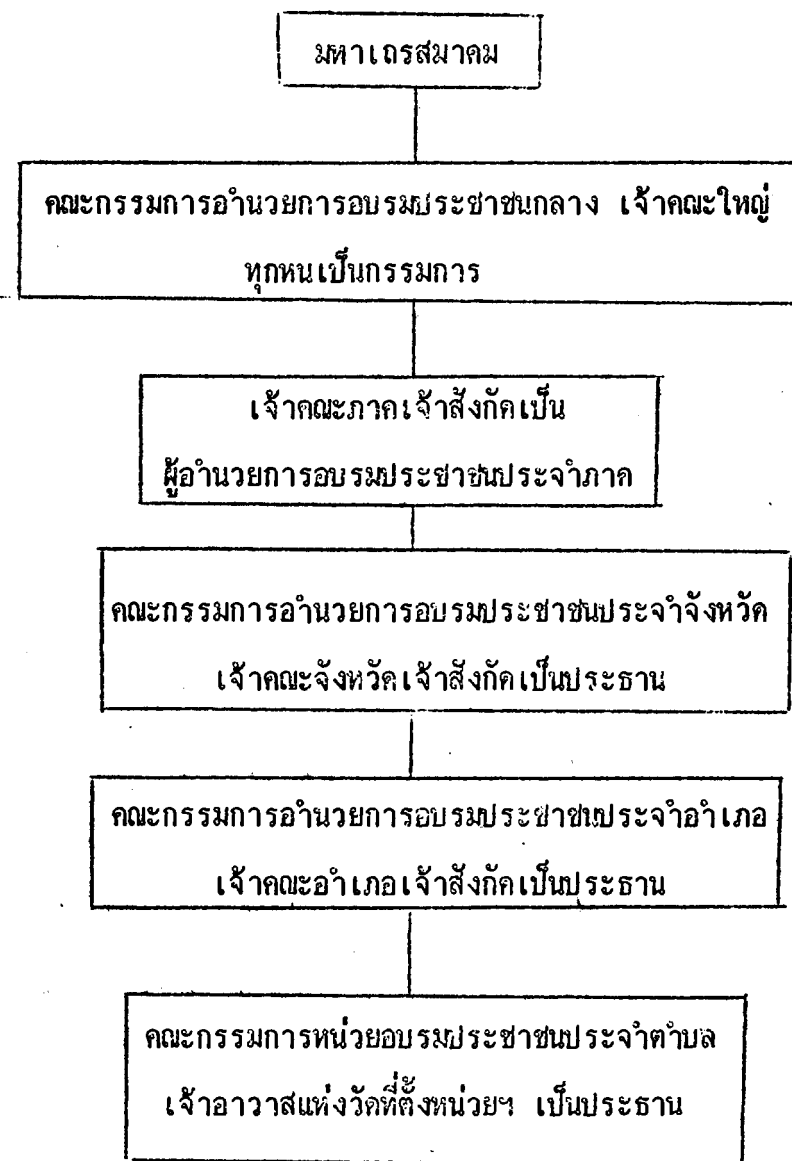 มหาเถรสมาคม
คณะกรรมการอำนวยการอบรมประชาชนกลาง เจ้าคณะใหญ่
ทุกหนเป็นกรรมการ
เจ้าคณะภาคเจ้าสังกัดเป็น
ผู้อำนวยการอบรมประชาชนประจำภาค
คณะกรรมการอำนวยการอบรมประชาชนประจำจังหวัด
เจ้าคณะจังหวัดเจ้าสังกัดเป็นประธาน
คณะกรรมการอำนวยการอบรมประชาชนประจำอำเภอ
เจ้าคณะอำเภอเจ้าสังกัดเป็นประธาน
คณะกรรมการหน่วยอบรมประชาชนประจำตำบล
เจ้าอาวาสแห่งวัดที่ตั้งหน่วยฯ เป็นประธาน